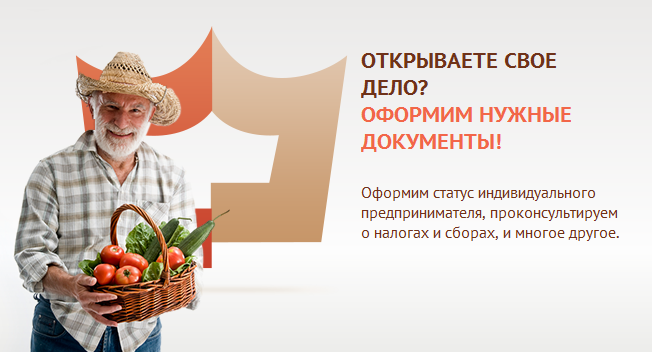 ОТКРЫВАЕТЕ СВОЕ
ДЕЛО?
ОФОРМИМ НУЖНЫЕ
ДОКУМЕНТЫ!
Оформим статус индивидуального
предпринимателя, проконсультируем
о налогах и сборах, и многое другое.